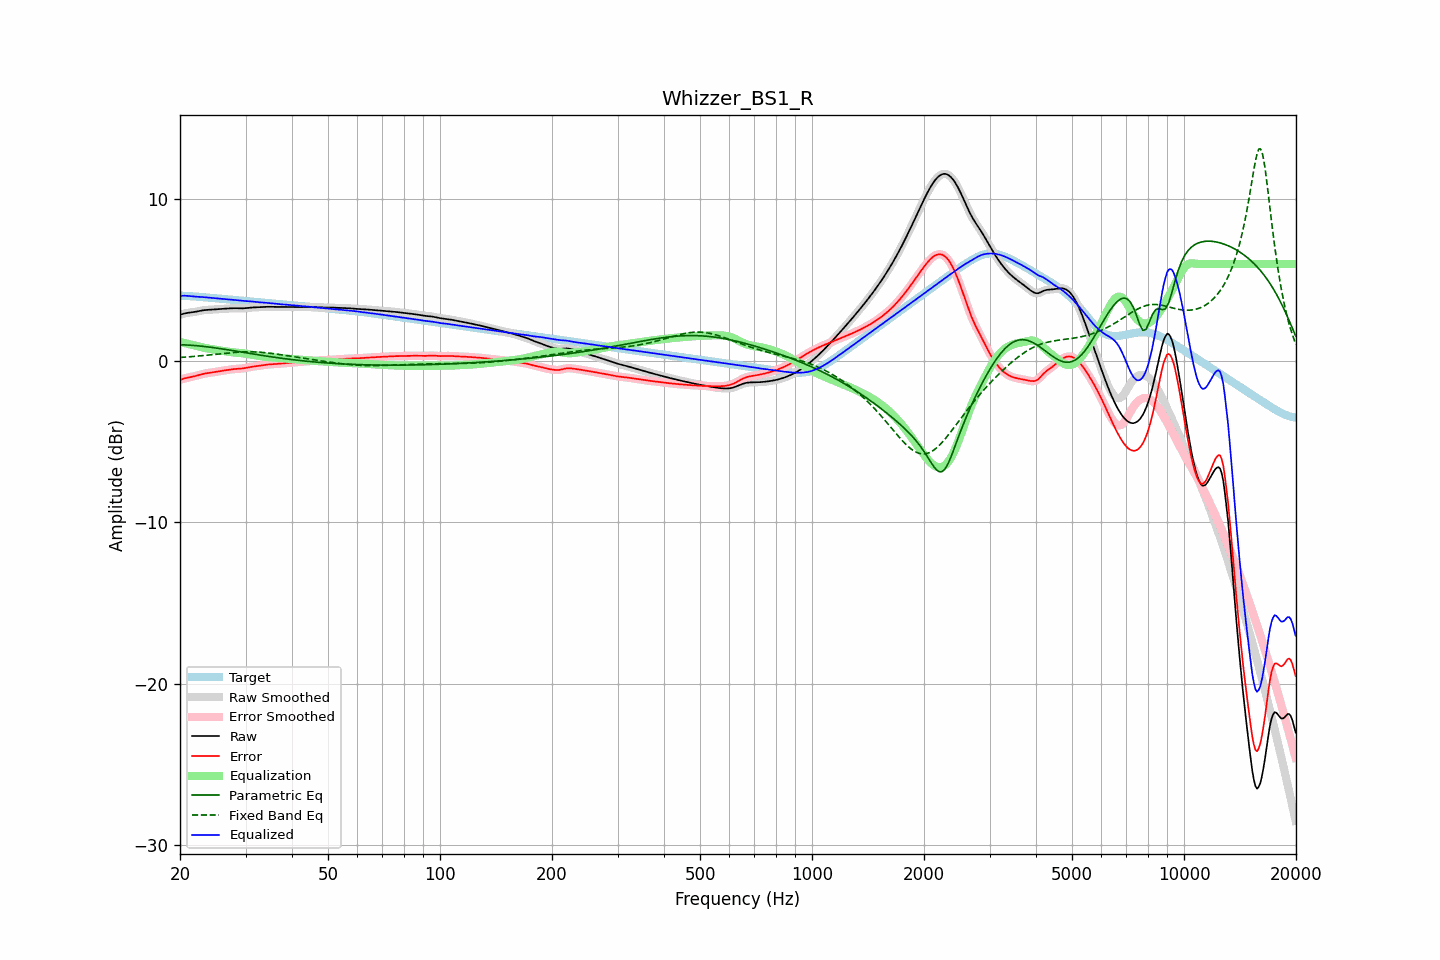 Whizzer_BS1_R
Amplitude (dBr)
10
0
−10
−20
−30
Target
Raw Smoothed
Error Smoothed
Raw
Error
Equalization
Parametric Eq
Fixed Band Eq
Equalized
20 50 100 200 500 1000 2000 5000 10000 20000
Frequency (Hz)